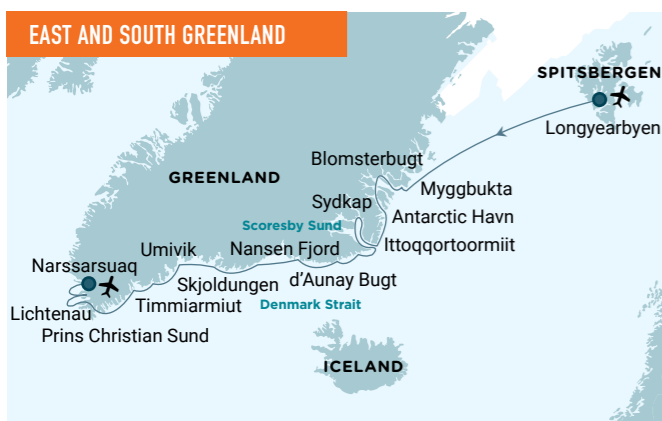 EAST AND SOUTH GREENLAND
SPITSBERGEN
Longyearbyen
Blomsterbugt
GREENLAND
Myggbukta
Sydkap
Antarctic Havn
Scoresby Sund
Ittoqqortoormiit
Umivik
Nansen Fjord
Narssarsuaq
Skjoldungen
d'Aunay Bugt
Lichtenau
Timmiarmiut
Denmark Strait
Prins Christian Sund
ICELAND